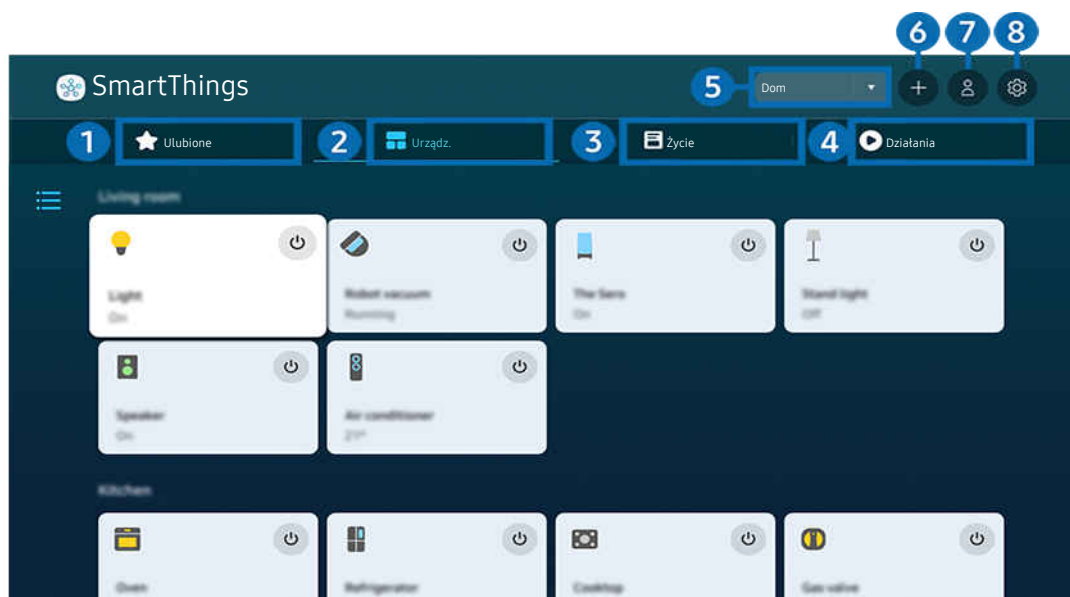 6 7 8
SmartThings
5 Dom
1 Ulubione 2 Urządz. 3 Życie 4 Działania
Living room
Light Robot vacuum The Sero Stand light
On Running On Off
Speaker Air conditioner
On 21°
Kitchen
Oven Refrigerator Cooktop Gas valve